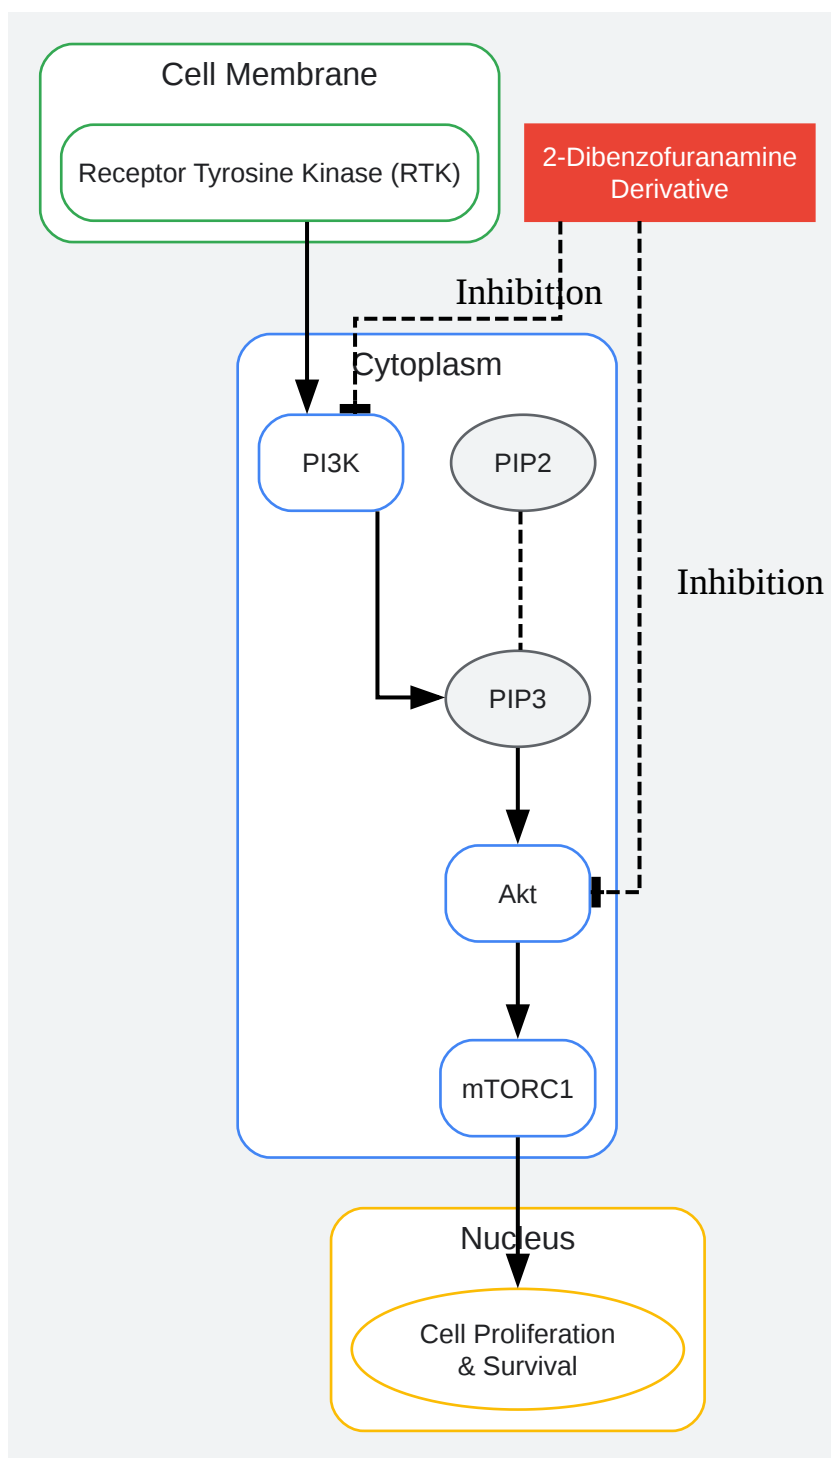 Cell Membrane
Receptor Tyrosine Kinase (RTK)
2-Dibenzofuranamine
Derivative
Inhibition
Cytoplasm
PI3K
PIP2
Inhibition
PIP3
Akt
mTORC1
Nucleus
Cell Proliferation
& Survival